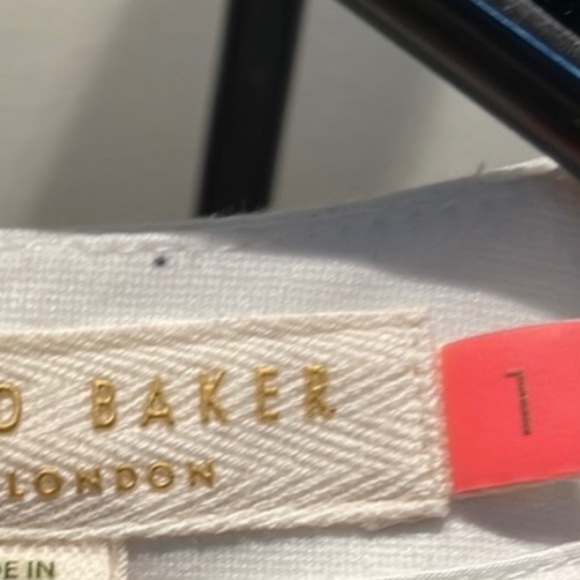 D BAKER
LONDON
1
DE IN